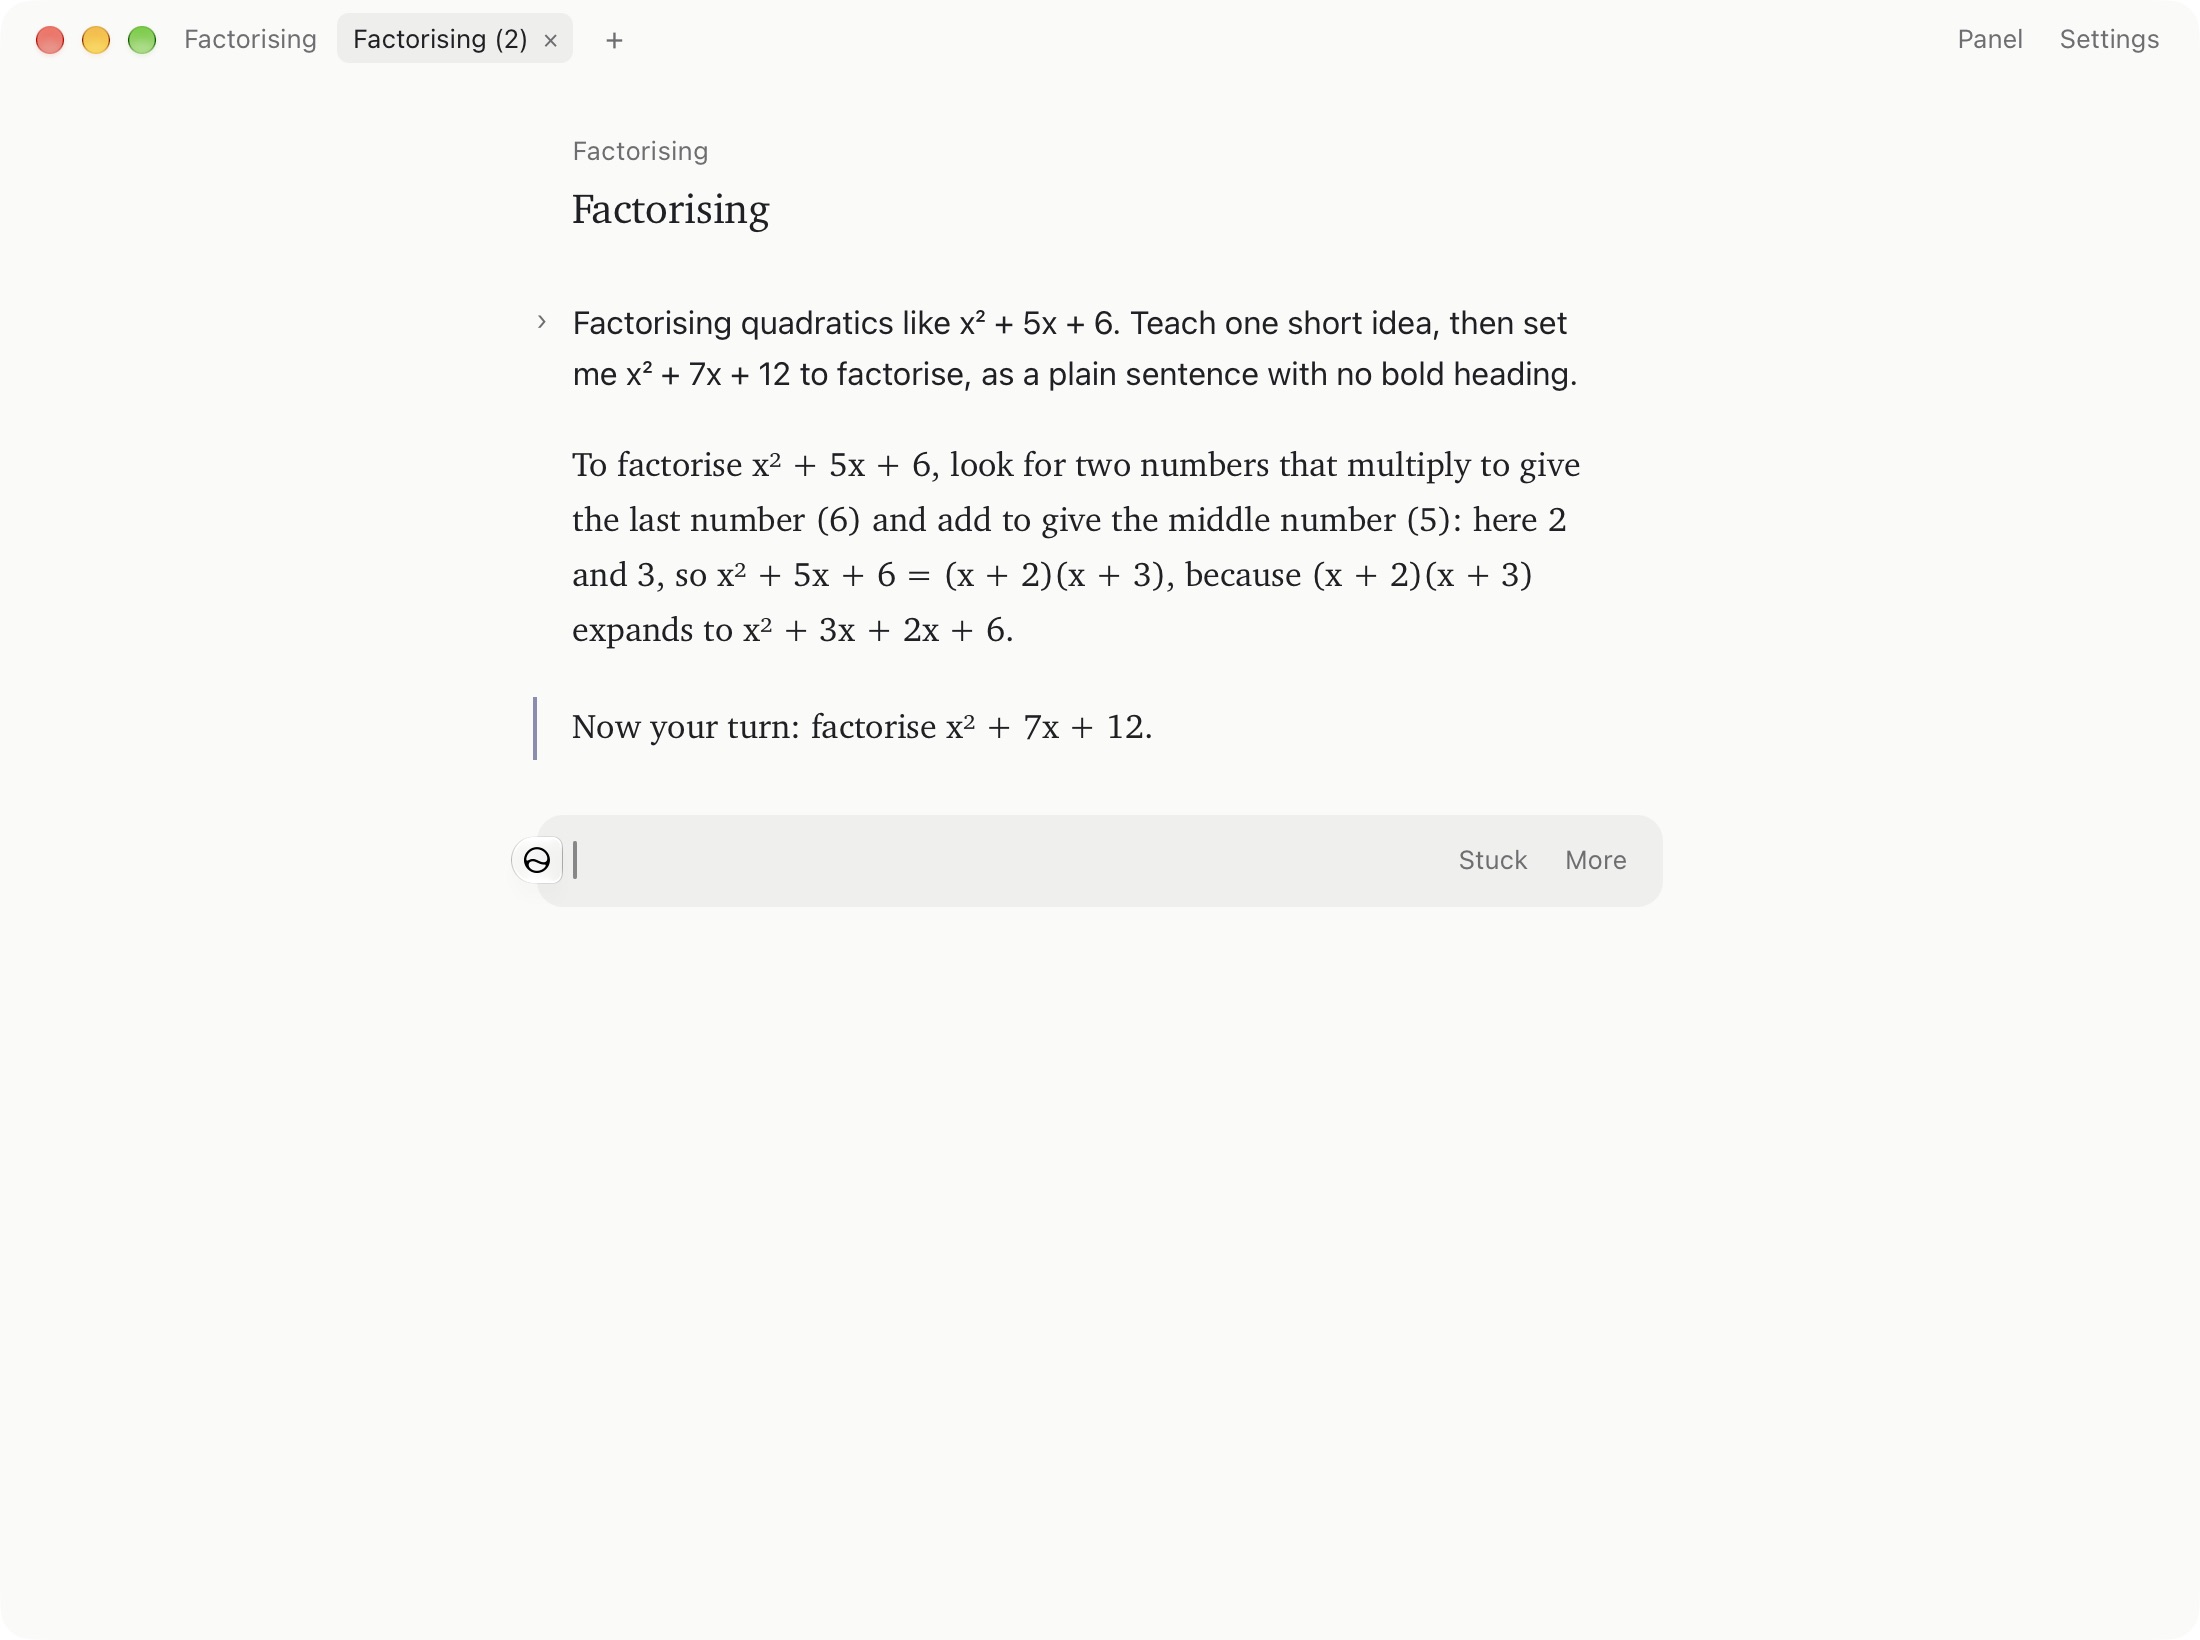 Factorising
Factorising (2) ×
+
Panel
Settings
Factorising
Factorising
› Factorising quadratics like x² + 5x + 6. Teach one short idea, then set
me x² + 7x + 12 to factorise, as a plain sentence with no bold heading.
To factorise x² + 5x + 6, look for two numbers that multiply to give
the last number (6) and add to give the middle number (5): here 2
and 3, so x² + 5x + 6 = (x + 2)(x + 3), because (x + 2)(x + 3)
expands to x² + 3x + 2x + 6.
Now your turn: factorise x² + 7x + 12.
Stuck
More